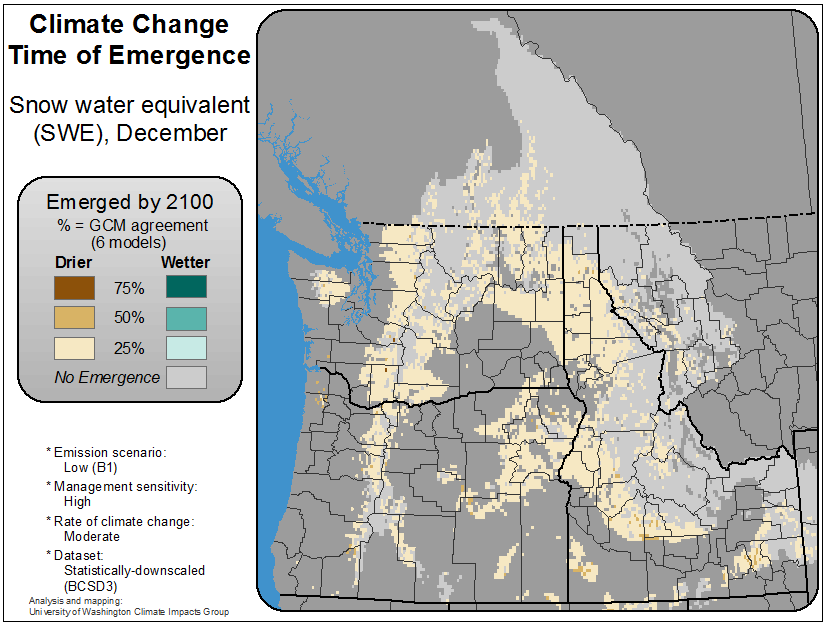 Climate Change
Time of Emergence
Snow water equivalent
(SWE), December
Emerged by 2100
% = GCM agreement
(6 models)
Drier Wetter
75%
50%
25%
No Emergence
* Emission scenario:
Low (B1)
* Management sensitivity:
High
* Rate of climate change:
Moderate
* Dataset:
Statistically-downscaled
(BCSD3)
Analysis and mapping:
University of Washington Climate Impacts Group